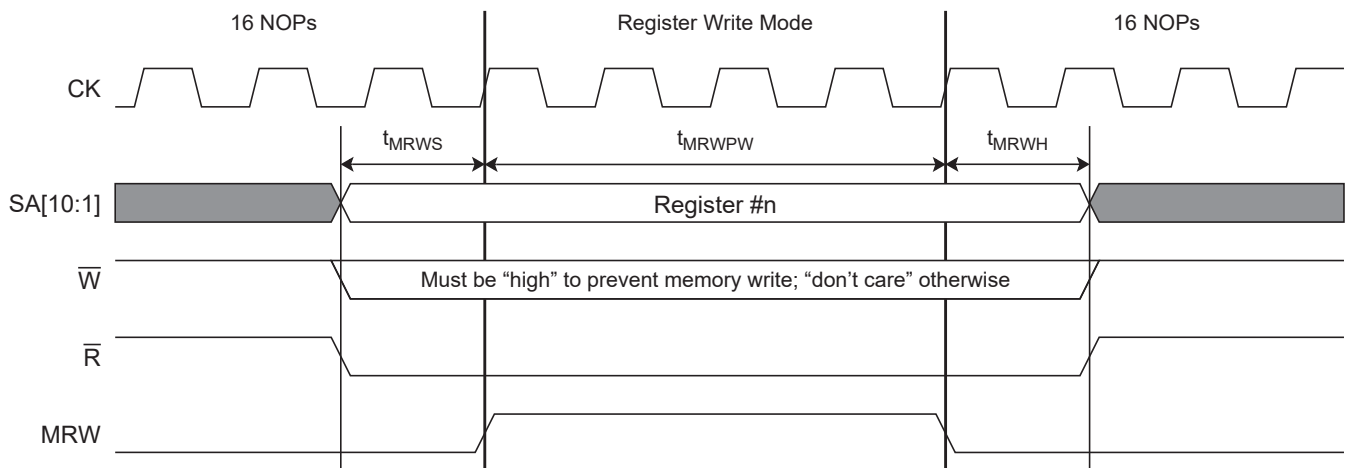 16 NOPs Register Write Mode 16 NOPs
CK
tMRWS tMRWPW tMRWH
SA[10:1] Register #n
W̅ Must be “high” to prevent memory write; “don’t care” otherwise
R̅
MRW